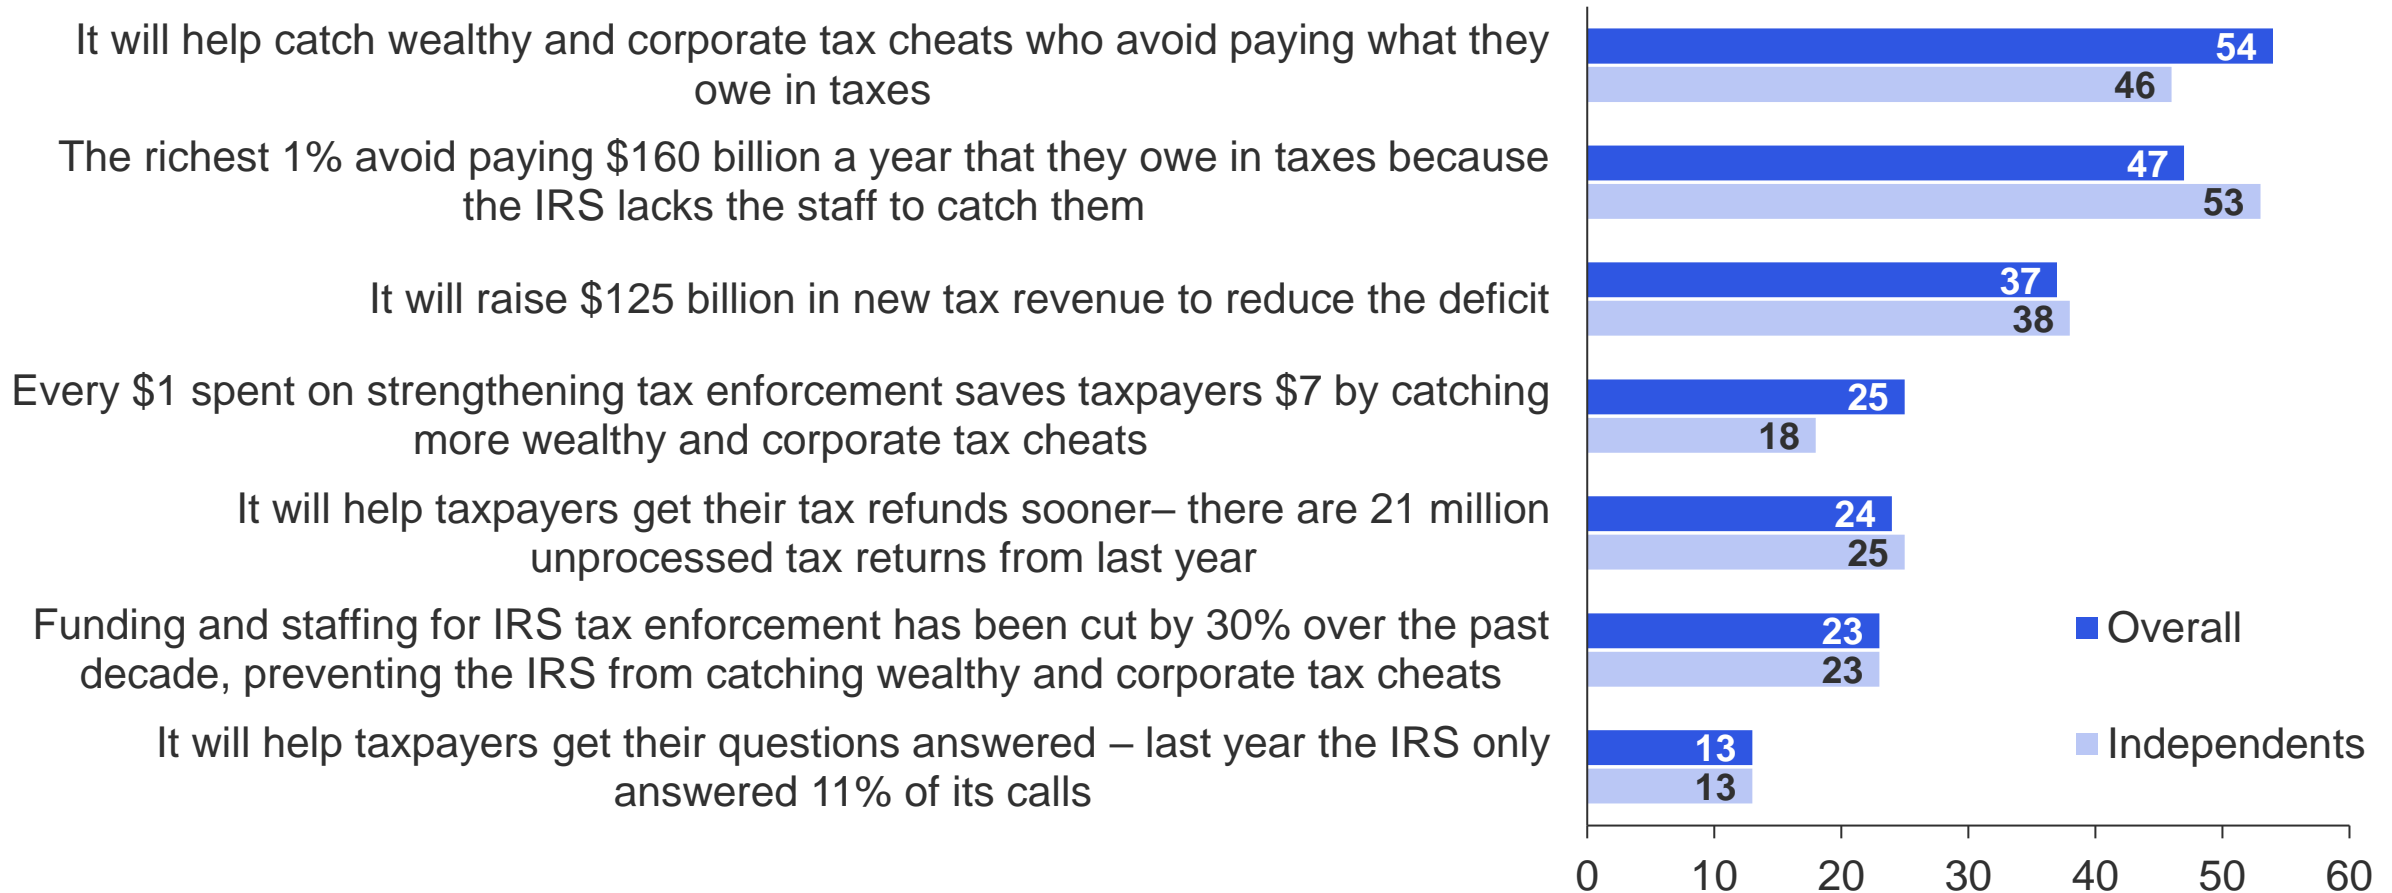 It will help catch wealthy and corporate tax cheats who avoid paying what they
owe in taxes
54
46
The richest 1% avoid paying $160 billion a year that they owe in taxes because
the IRS lacks the staff to catch them
47
53
It will raise $125 billion in new tax revenue to reduce the deficit
37
38
Every $1 spent on strengthening tax enforcement saves taxpayers $7 by catching
more wealthy and corporate tax cheats
25
18
It will help taxpayers get their tax refunds sooner– there are 21 million
unprocessed tax returns from last year
24
25
Funding and staffing for IRS tax enforcement has been cut by 30% over the past
decade, preventing the IRS from catching wealthy and corporate tax cheats
23
23
Overall
It will help taxpayers get their questions answered – last year the IRS only
answered 11% of its calls
13
13
Independents
0 10 20 30 40 50 60